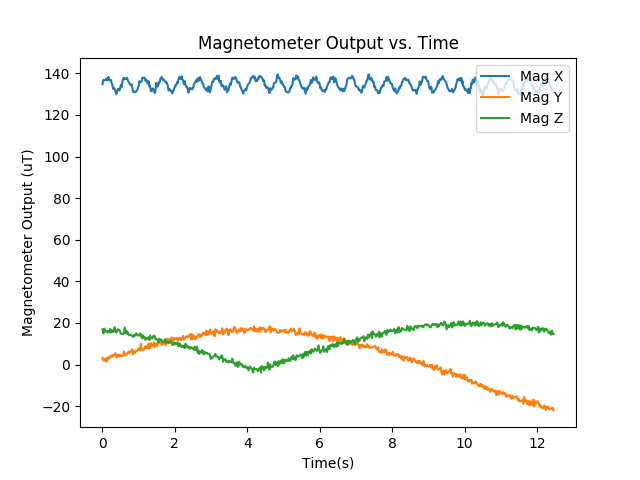 Magnetometer Output vs. Time
Magnetometer Output (uT)
140
120
100
80
60
40
20
0
−20
Mag X
Mag Y
Mag Z
0 2 4 6 8 10 12
Time(s)